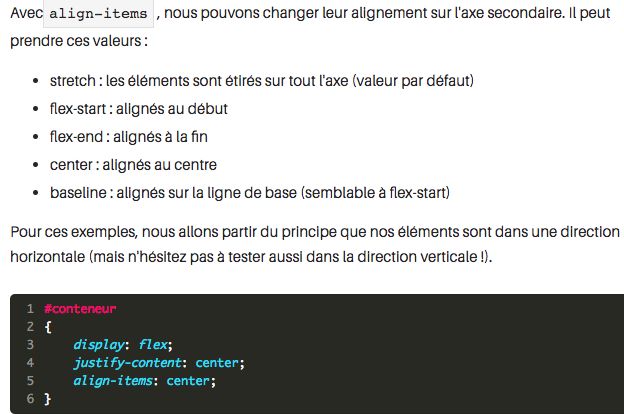 Avec align-items , nous pouvons changer leur alignement sur l'axe secondaire. Il peut
prendre ces valeurs :
• stretch : les éléments sont étirés sur tout l'axe (valeur par défaut)
• flex-start : alignés au début
• flex-end : alignés à la fin
• center : alignés au centre
• baseline : alignés sur la ligne de base (semblable à flex-start)
Pour ces exemples, nous allons partir du principe que nos éléments sont dans une direction
horizontale (mais n'hésitez pas à tester aussi dans la direction verticale !).
1 #conteneur
2 {
3     display: flex;
4     justify-content: center;
5     align-items: center;
6 }